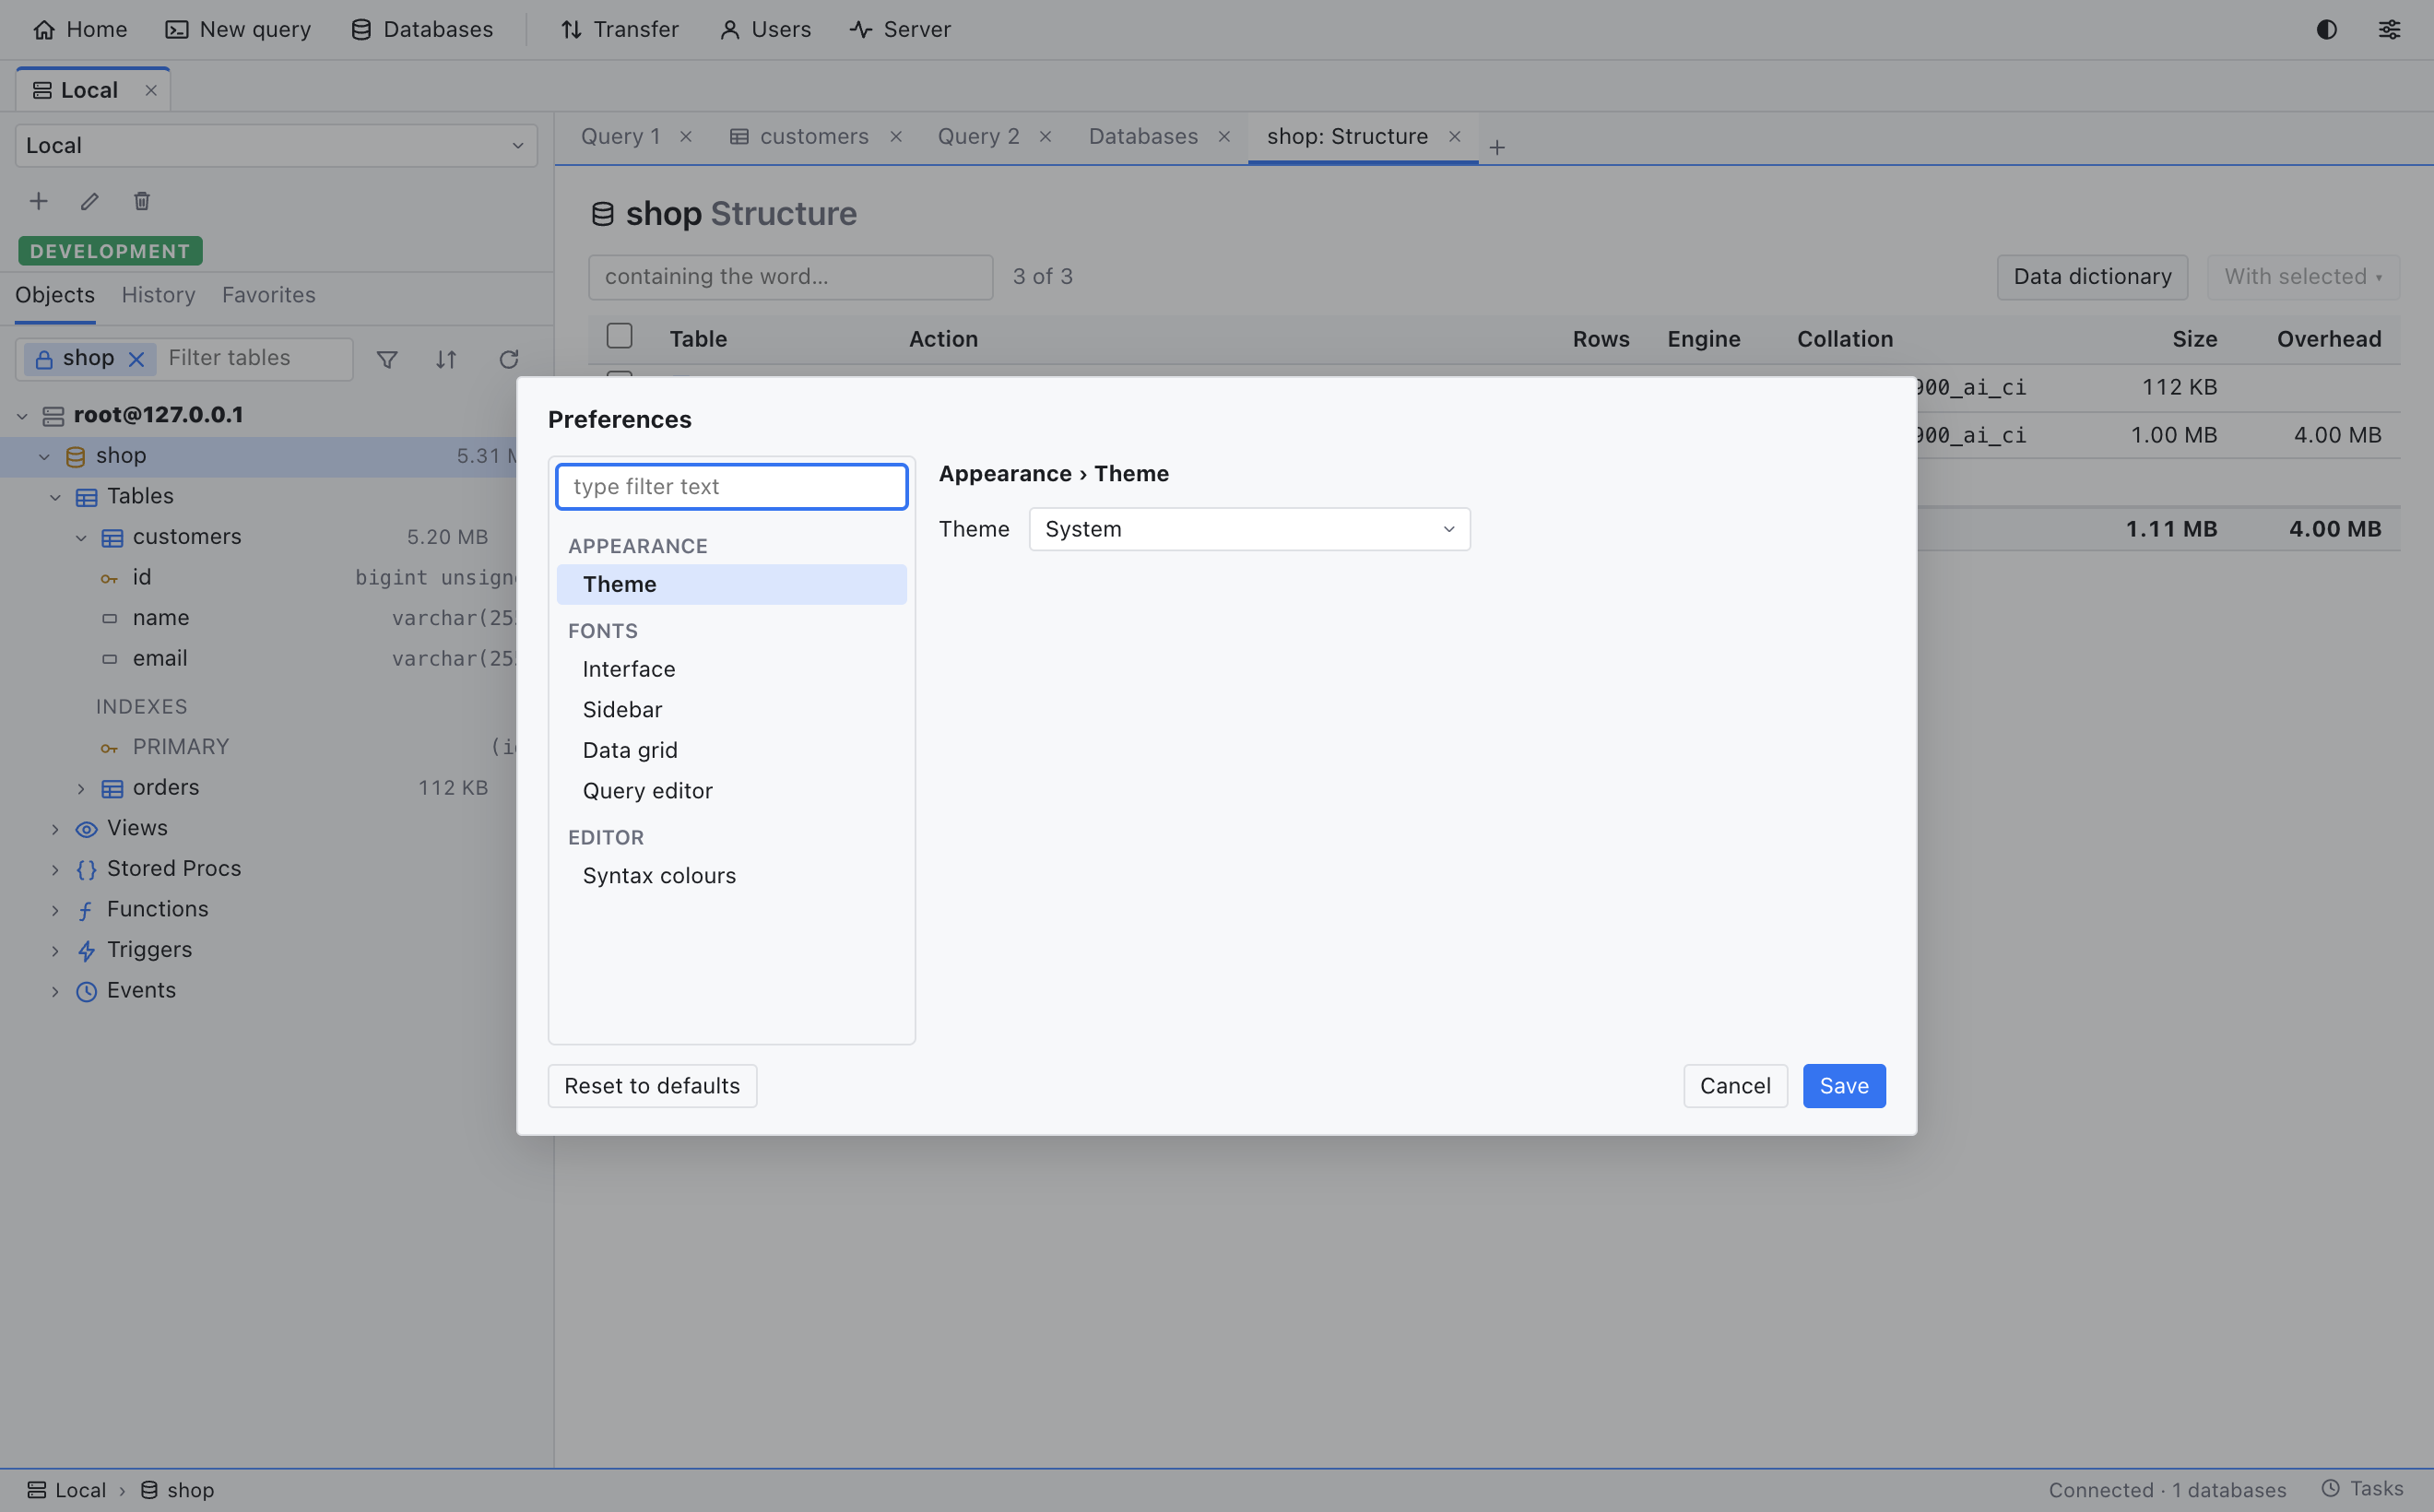 Home New query Databases Transfer Users Server
Local
Local
DEVELOPMENT
Objects History Favorites
shop Filter tables
root@127.0.0.1
shop 5.31
Tables
customers 5.20 MB
id bigint unsign
name varchar(25
email varchar(25
INDEXES
PRIMARY (i
orders 112 KB
Views
Stored Procs
Functions
Triggers
Events
Query 1 customers Query 2 Databases shop: Structure
shop Structure
containing the word... 3 of 3 Data dictionary With selected
Table Action Rows Engine Collation Size Overhead
900_ai_ci 112 KB
900_ai_ci 1.00 MB 4.00 MB
1.11 MB 4.00 MB
Preferences
type filter text
APPEARANCE
Theme
FONTS
Interface
Sidebar
Data grid
Query editor
EDITOR
Syntax colours
Appearance › Theme
Theme System
Reset to defaults Cancel Save
Local › shop Connected · 1 databases Tasks